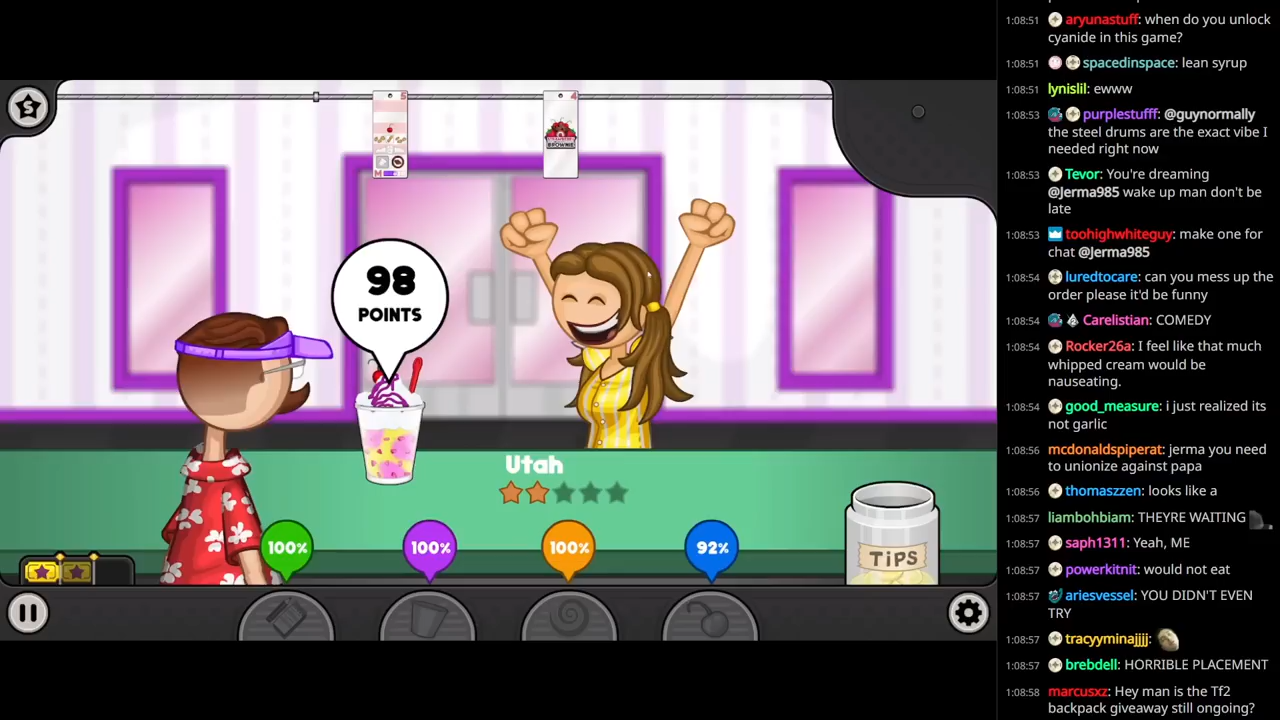 98
POINTS
Utah
100%
100%
100%
92%
TiPS
5
4
BROWNIE
M
S
1:08:51 aryunastuff: when do you unlock
cyanide in this game?
1:08:51 spacedinspace: lean syrup
1:08:51 lynislil: ewww
1:08:53 purplestufff: @guynormally
the steel drums are the exact vibe I
needed right now
1:08:53 Tevor: You're dreaming
@Jerma985 wake up man don't be
late
1:08:53 toohighwhiteguy: make one for
chat @Jerma985
1:08:54 luredtocare: can you mess up the
order please it'd be funny
1:08:54 Carelistian: COMEDY
1:08:54 Rocker26a: I feel like that much
whipped cream would be
nauseating.
1:08:54 good_measure: i just realized its
not garlic
1:08:56 mcdonaldspiperat: jerma you need
to unionize against papa
1:08:56 thomaszzen: looks like a
1:08:57 liambohbiam: THEYRE WAITING
1:08:57 saph1311: Yeah, ME
1:08:57 powerkitnit: would not eat
1:08:57 ariesvessel: YOU DIDN'T EVEN
TRY
1:08:57 tracyyminajjjj:
1:08:57 brebdell: HORRIBLE PLACEMENT
1:08:58 marcusxz: Hey man is the Tf2
backpack giveaway still ongoing?